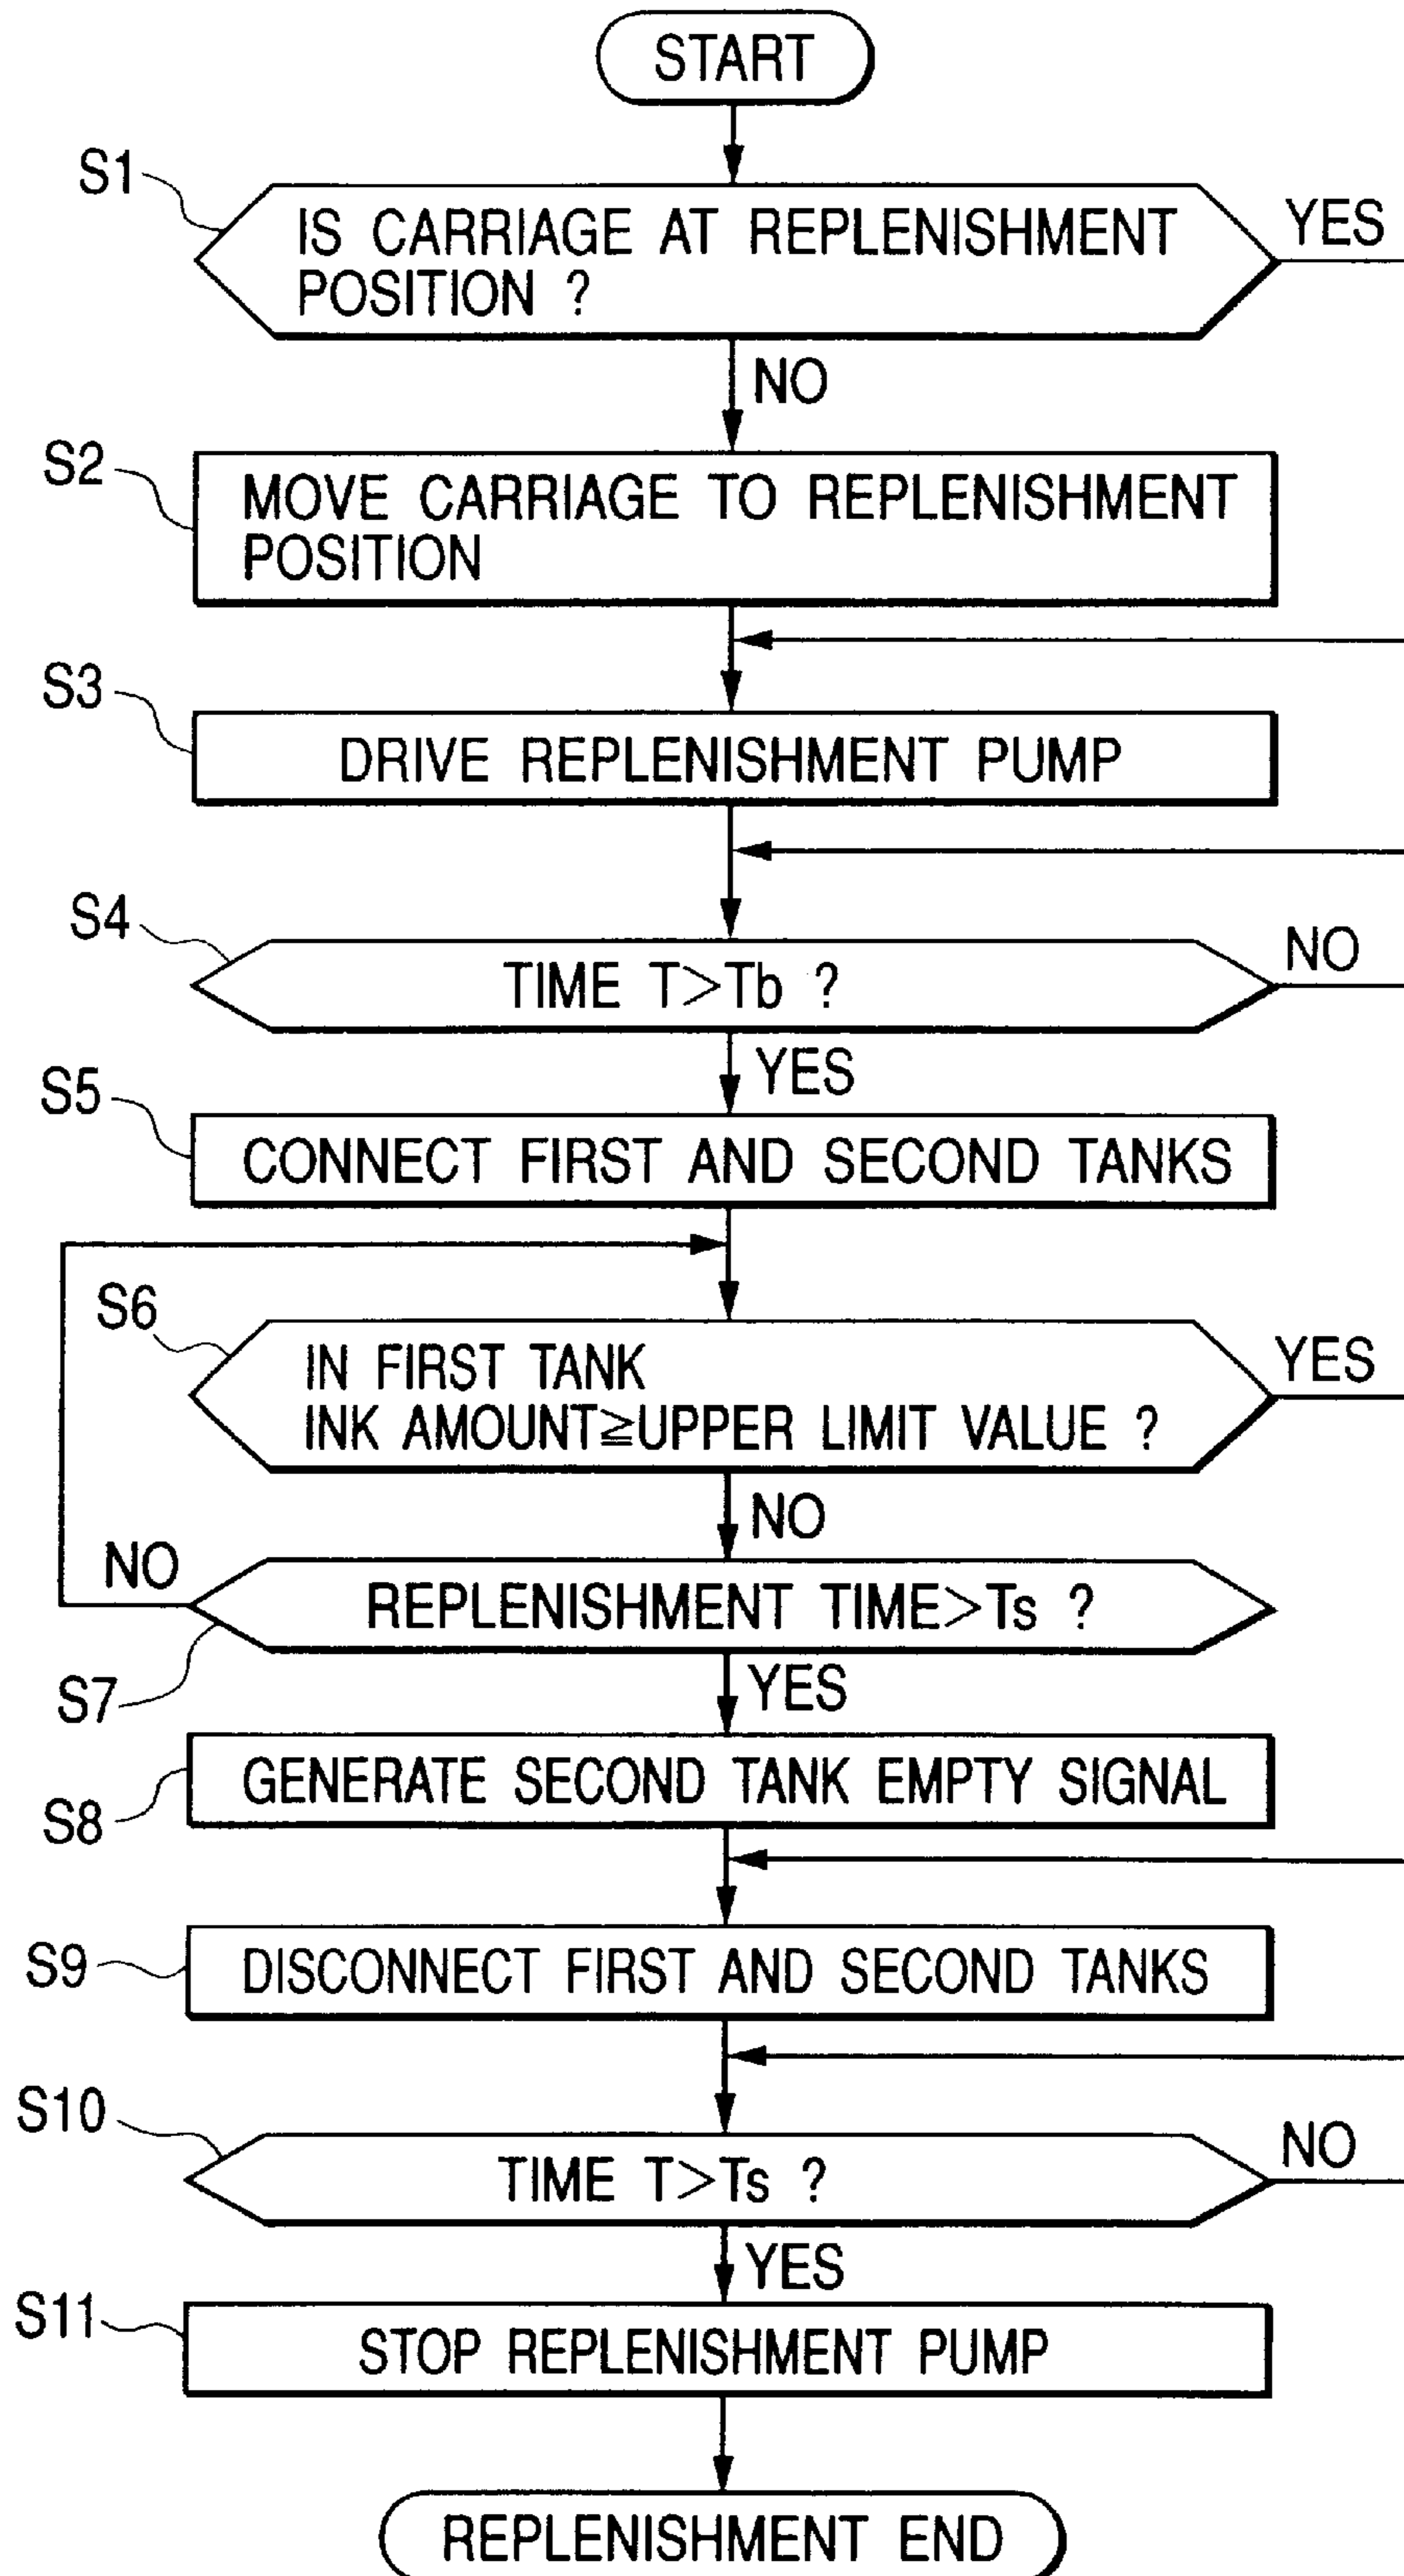 START
S1
IS CARRIAGE AT REPLENISHMENT
POSITION ?
YES
NO
S2
MOVE CARRIAGE TO REPLENISHMENT
POSITION
S3
DRIVE REPLENISHMENT PUMP
S4
TIME T>Tb ?
NO
YES
S5
CONNECT FIRST AND SECOND TANKS
S6
IN FIRST TANK
INK AMOUNT≧UPPER LIMIT VALUE ?
YES
NO
NO
REPLENISHMENT TIME>Ts ?
S7
YES
GENERATE SECOND TANK EMPTY SIGNAL
S8
S9
DISCONNECT FIRST AND SECOND TANKS
S10
TIME T>Ts ?
NO
YES
S11
STOP REPLENISHMENT PUMP
REPLENISHMENT END